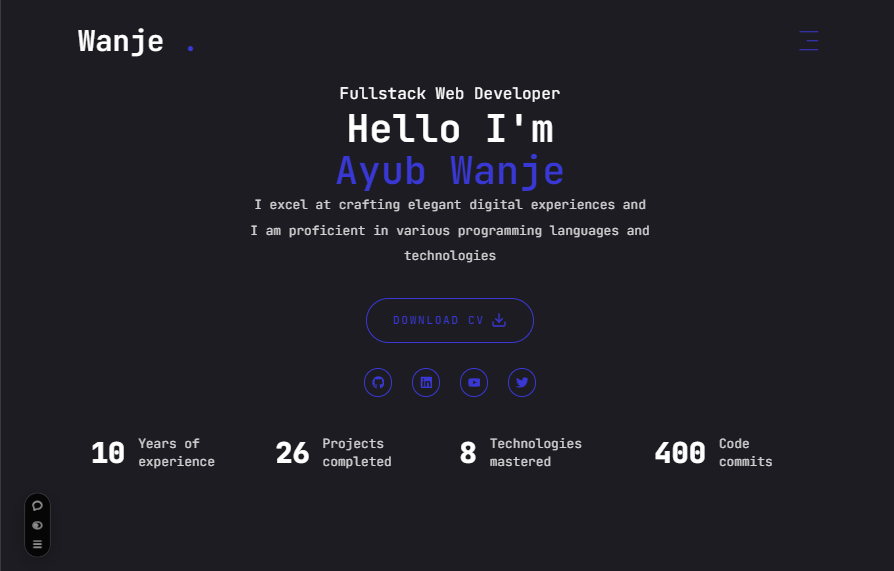 Wanje .
Fullstack Web Developer
Hello I'm
Ayub Wanje
I excel at crafting elegant digital experiences and
I am proficient in various programming languages and
technologies
DOWNLOAD CV
10 Years of
experience
26 Projects
completed
8 Technologies
mastered
400 Code
commits